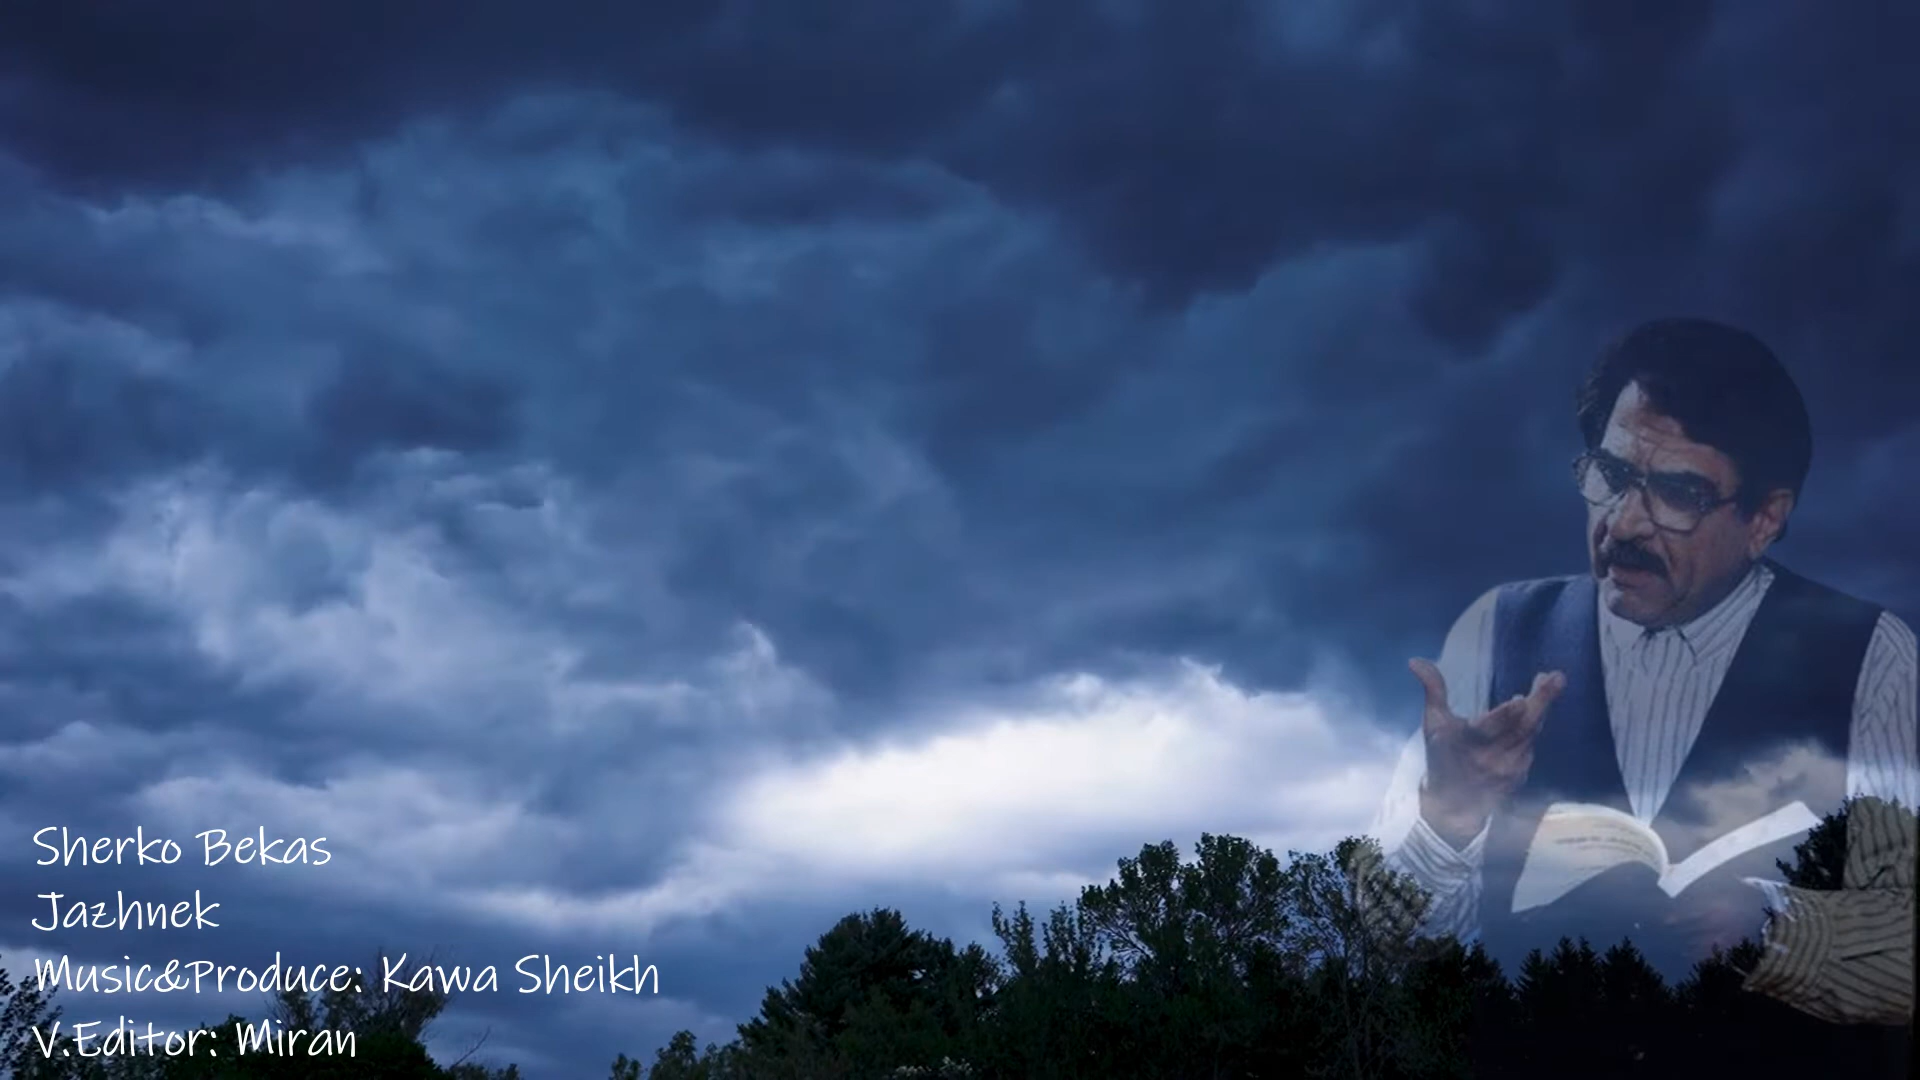 Sherko Bekas
Jazhnek
Music&Produce: Kawa Sheikh
V.Editor: Miran